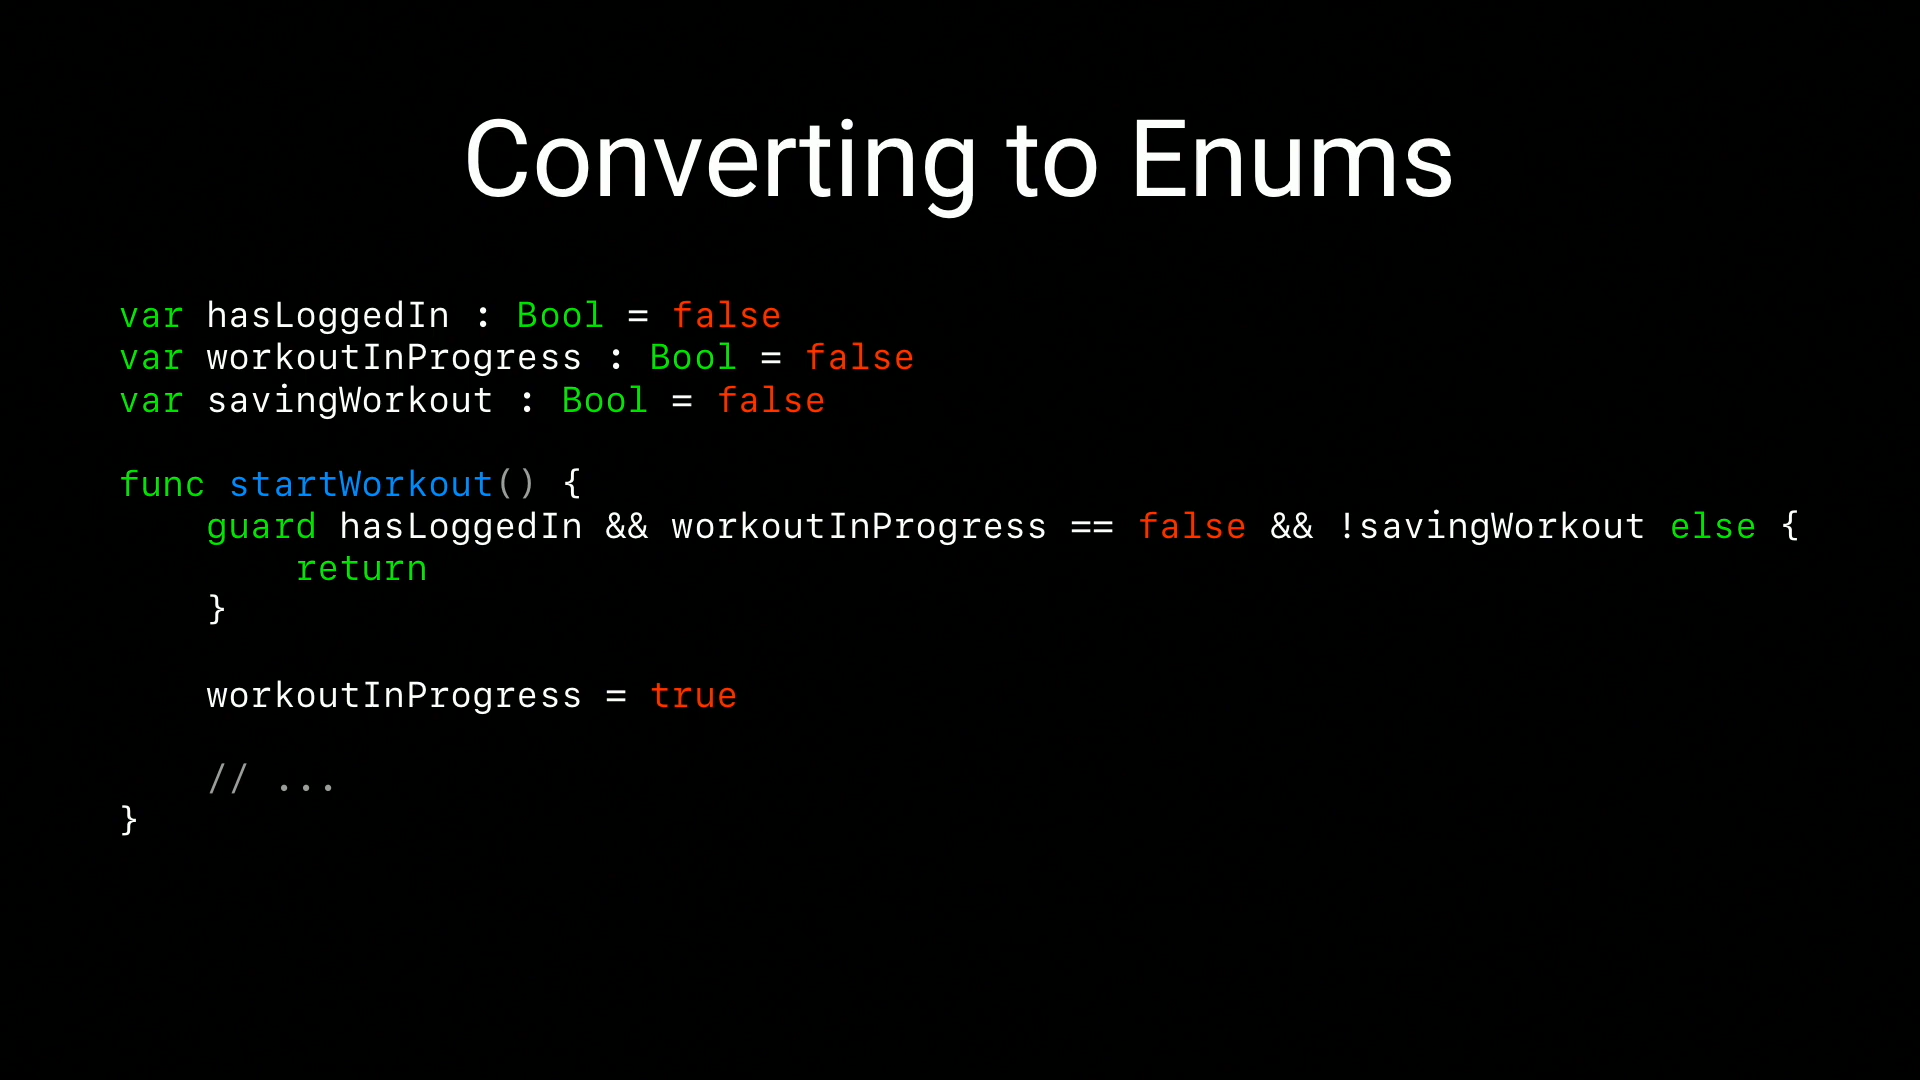 Converting to Enums
var hasLoggedIn : Bool = false
var workoutInProgress : Bool = false
var savingWorkout : Bool = false
func startWorkout() {
guard hasLoggedIn && workoutInProgress == false && !savingWorkout else {
return
}
workoutInProgress = true
// ...
}